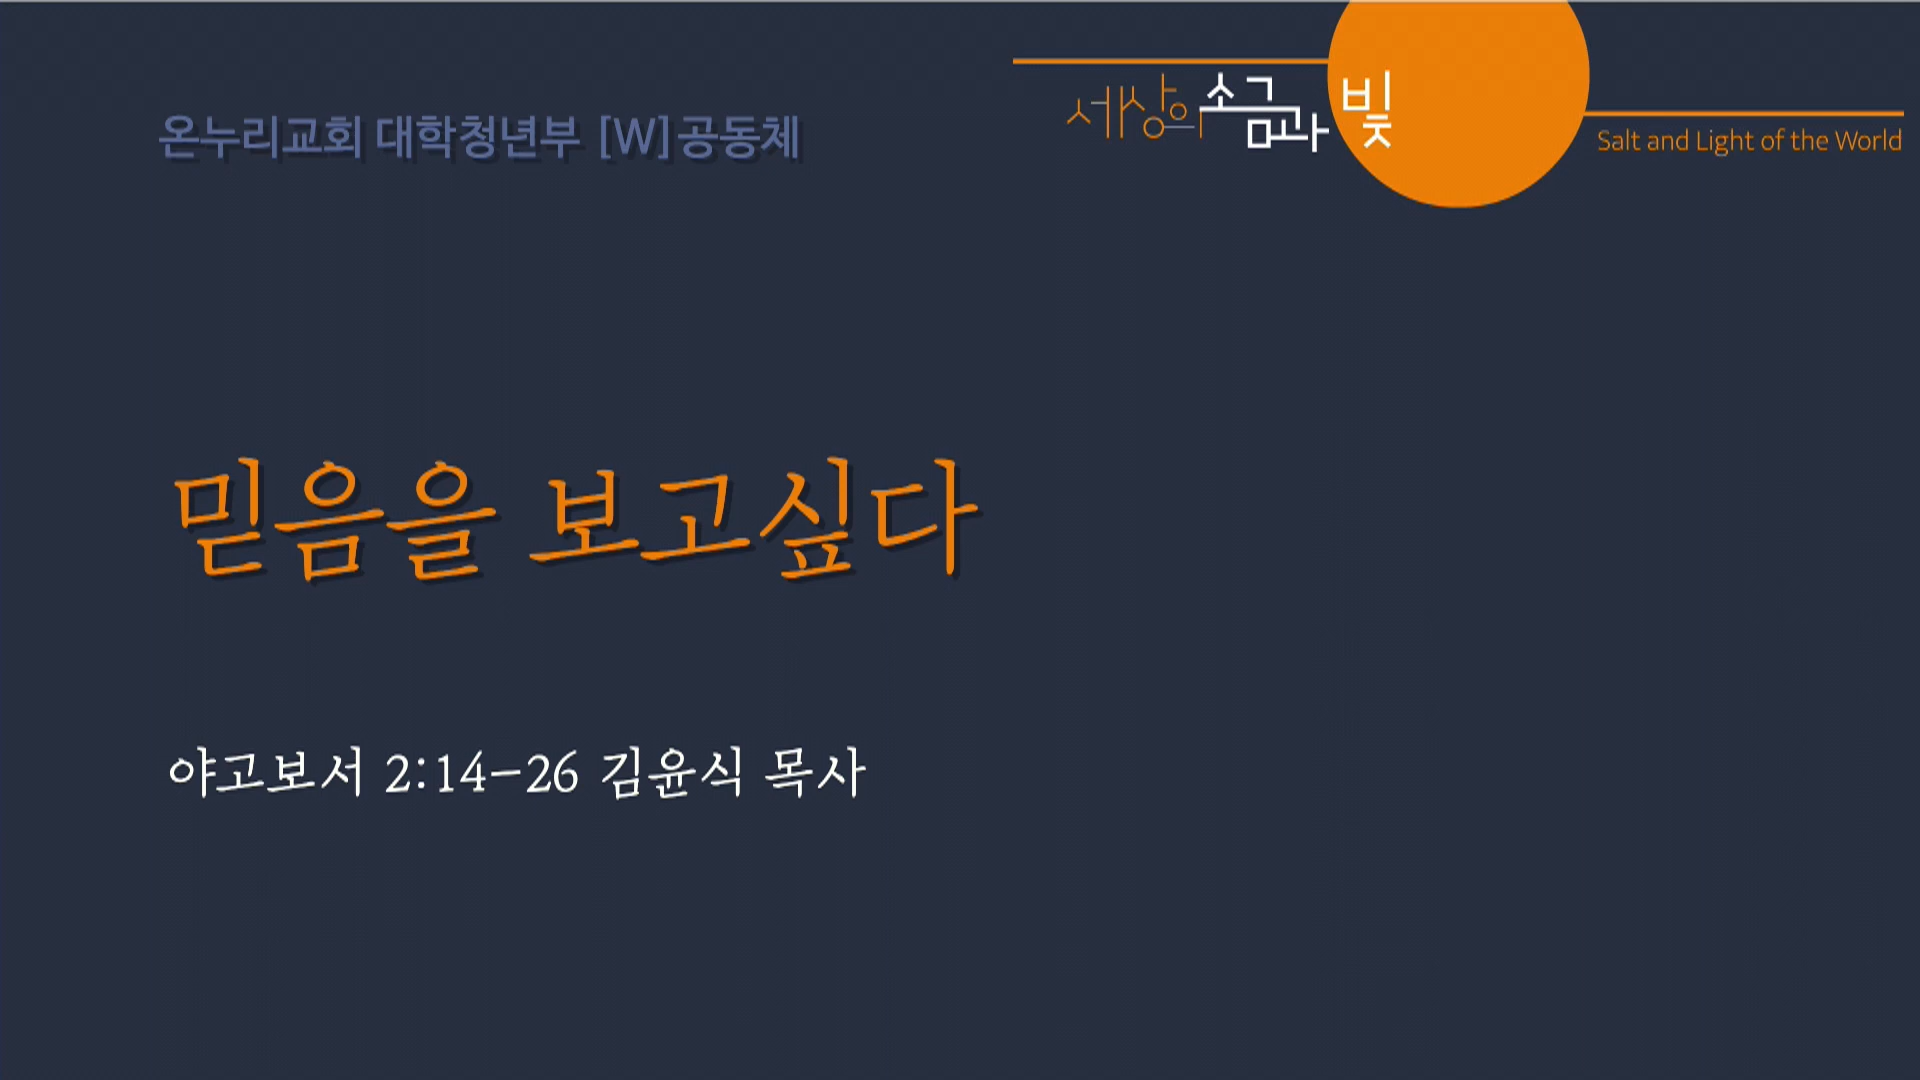 온누리교회 대학청년부 [W]공동체
세상의 소금과 빛
Salt and Light of the World
믿음을 보고싶다
야고보서 2:14-26 김윤식 목사